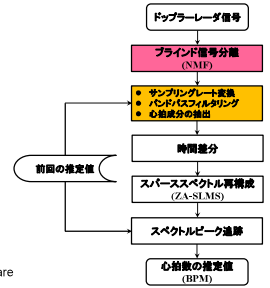 ドップラーレーダ信号
ブラインド信号分離
(NMF)
● サンプリングレート変換
● バンドパスフィルタリング
● 心拍成分の抽出
時間差分
前回の推定値
スパーススペクトル再構成
(ZA-SLMS)
スペクトルピーク追跡
心拍数の推定値
(BPM)
are